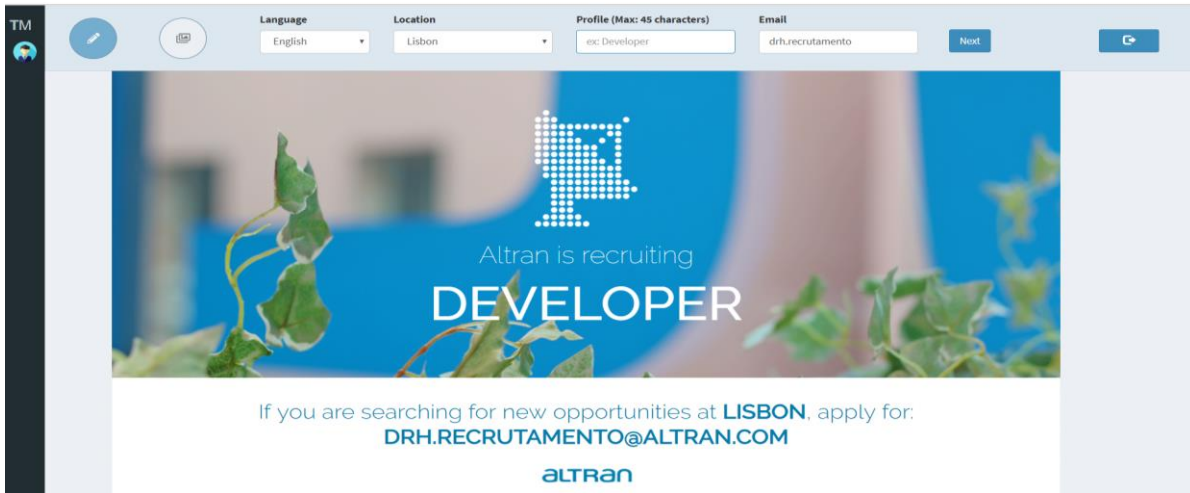 TM
Language
Location
Profile (Max: 45 characters)
Email
English
Lisbon
ex: Developer
drh.recrutamento
Next
Altran is recruiting
DEVELOPER
If you are searching for new opportunities at LISBON, apply for:
DRH.RECRUTAMENTO@ALTRAN.COM
aLTRan